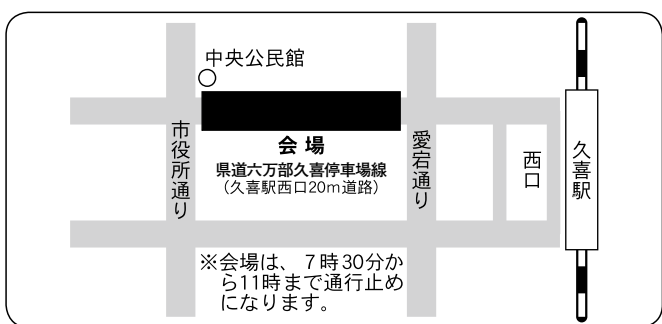 中央公民館
市役所通り
会場
県道六万部久喜停車場線
（久喜駅西口20m道路）
愛宕通り
西口
久喜駅
※会場は、7時30分か
ら11時まで通行止め
になります。